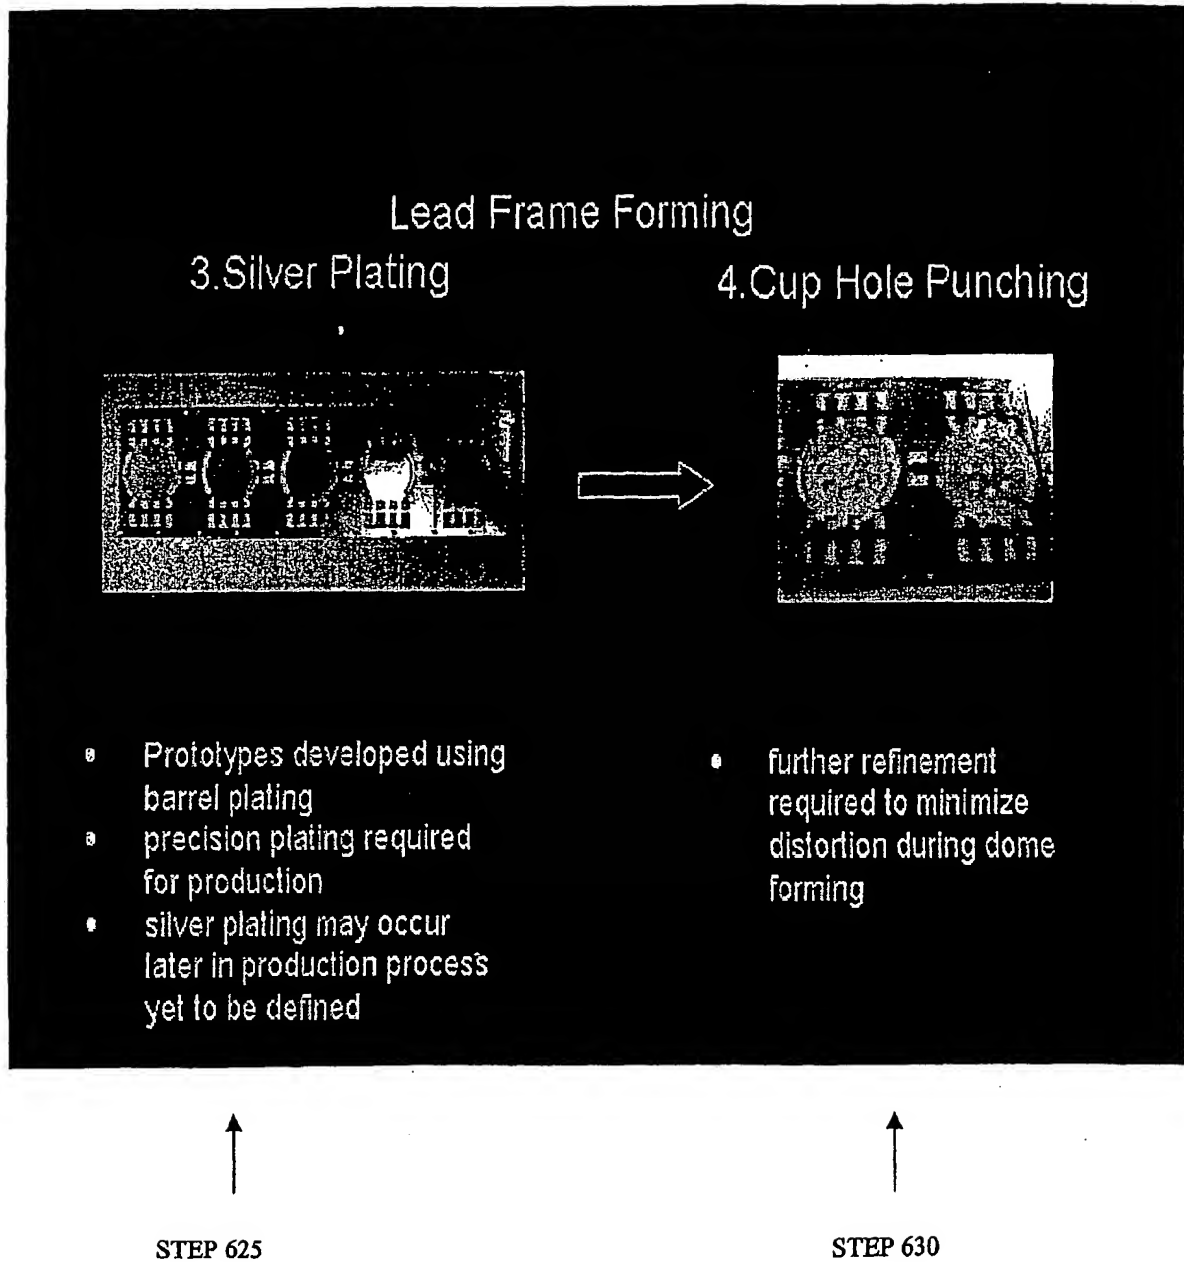 Lead Frame Forming
3.Silver Plating
4.Cup Hole Punching
• Prototypes developed using
barrel plating
• precision plating required
for production
• silver plating may occur
later in production process
yet to be defined
• further refinement
required to minimize
distortion during dome
forming
STEP 625
STEP 630